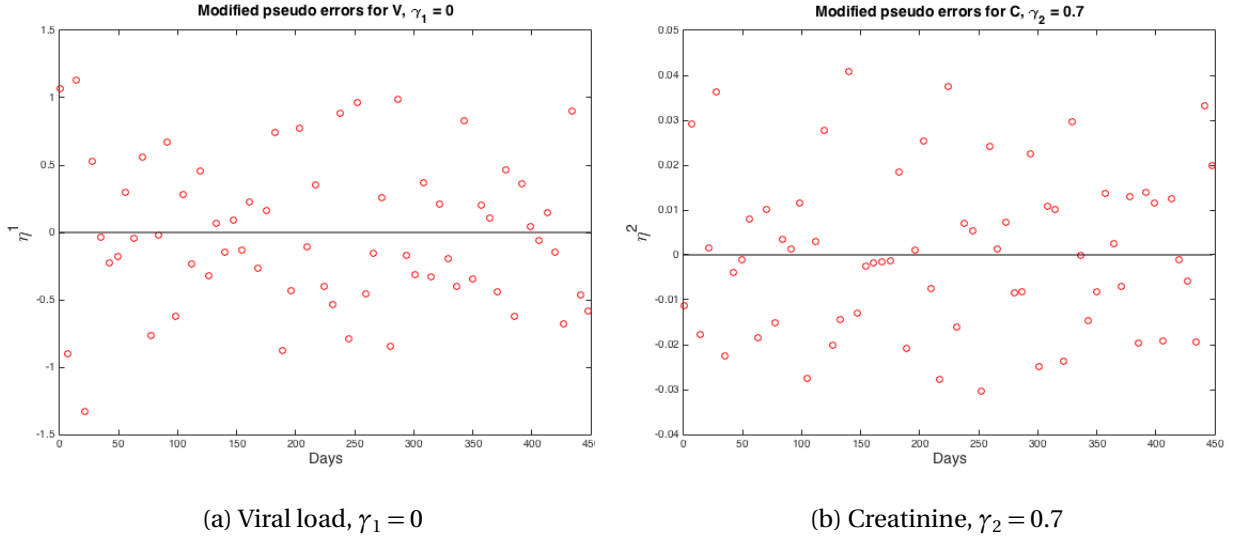 Modified pseudo errors for V, γ₁ = 0
1.5
1
0.5
0
-0.5
-1
-1.5
η¹
0 50 100 150 200 250 300 350 400 450
Days
(a) Viral load, γ₁ = 0
Modified pseudo errors for C, γ₂ = 0.7
0.05
0.04
0.03
0.02
0.01
0
-0.01
-0.02
-0.03
-0.04
η²
0 50 100 150 200 250 300 350 400 450
Days
(b) Creatinine, γ₂ = 0.7